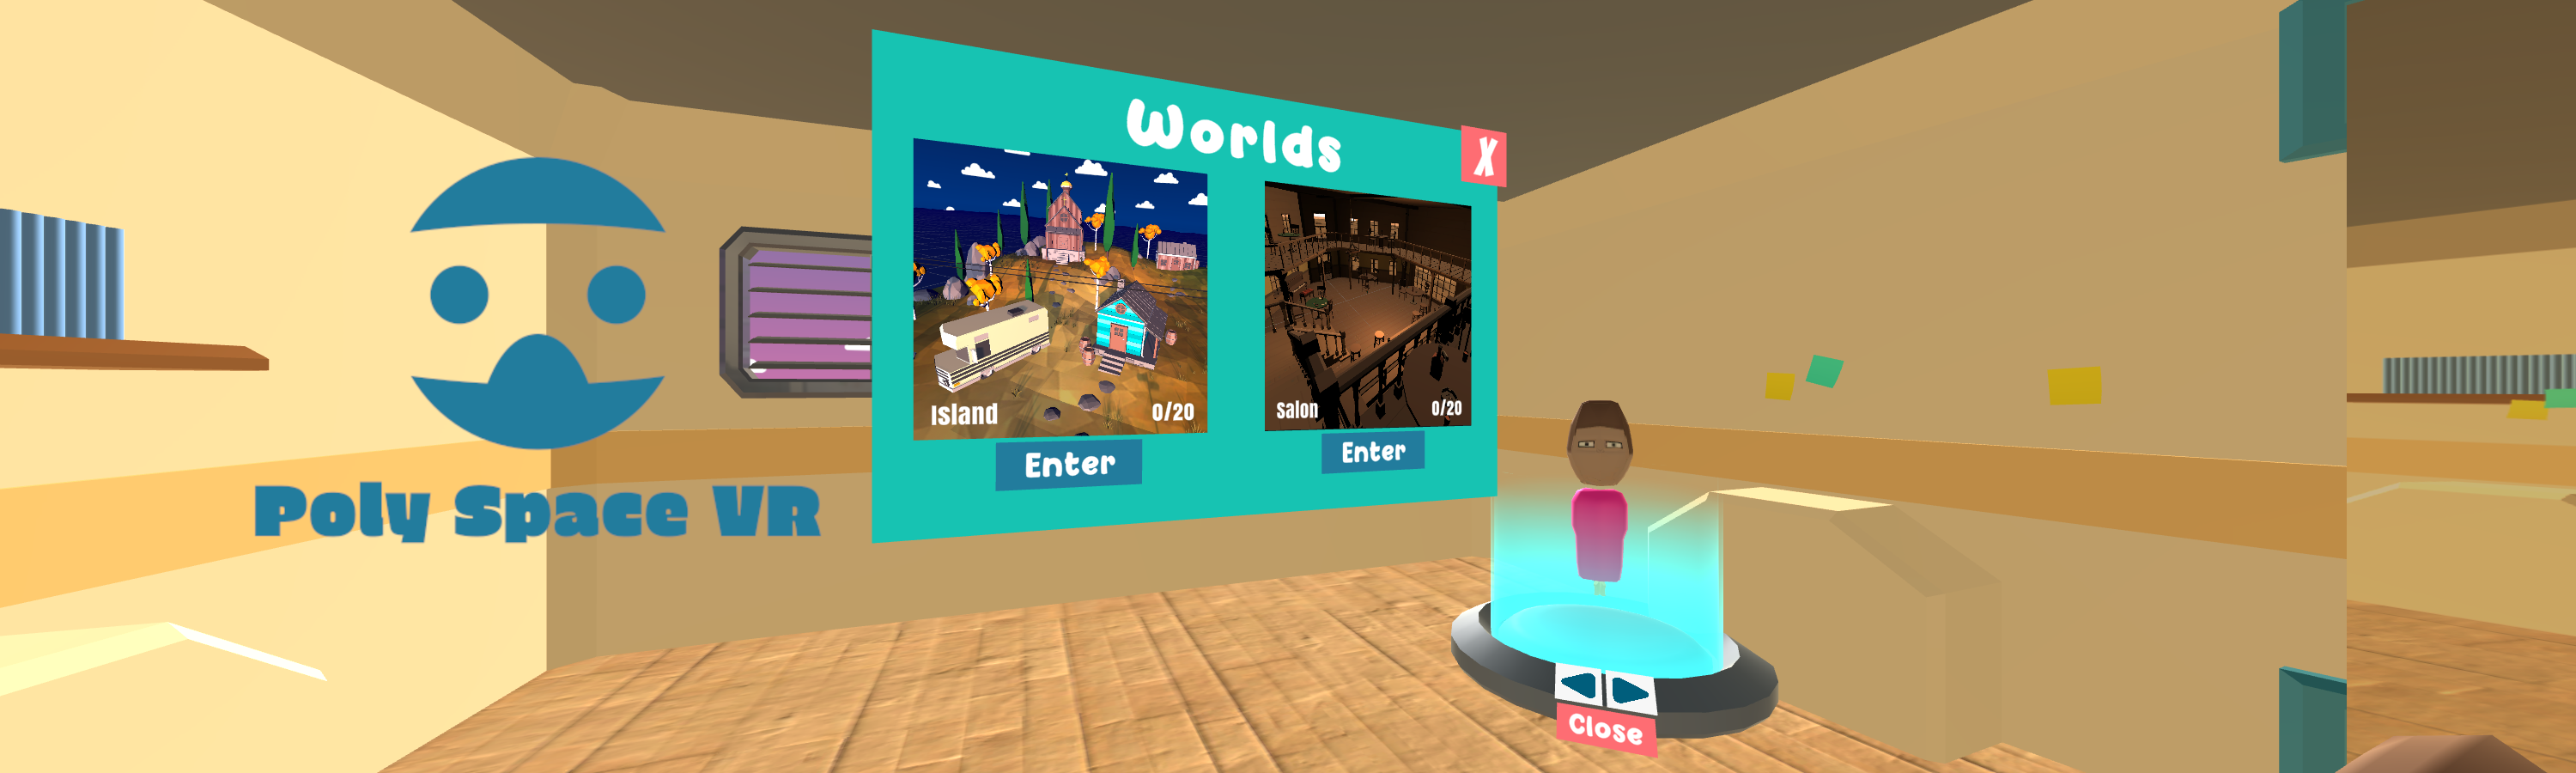 Worlds
X
Island
0/20
Salon
0/20
Enter
Enter
Poly Space VR
Close